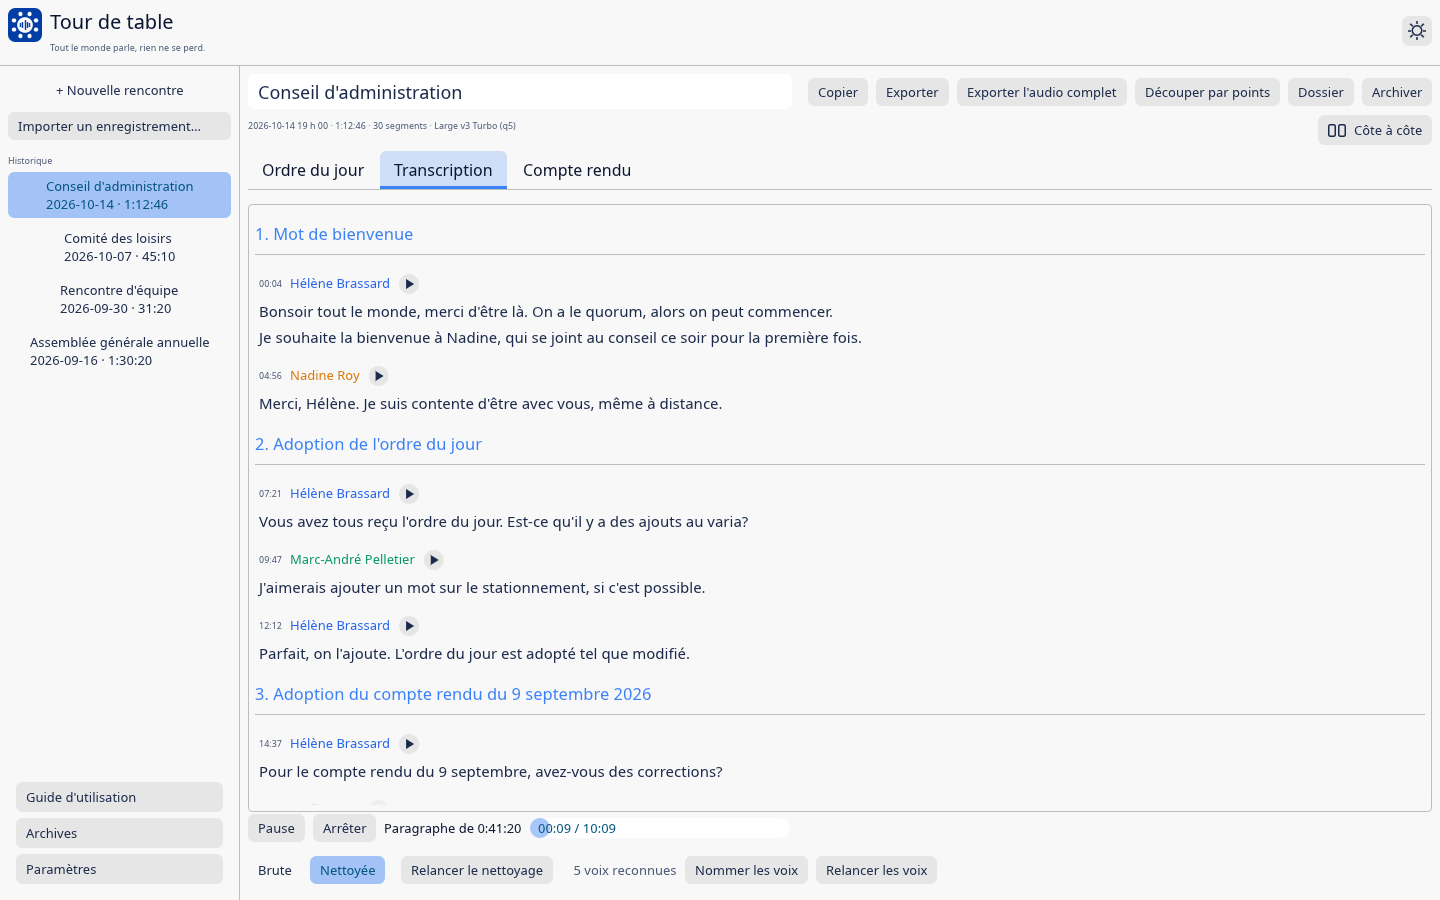 Tour de table
Tout le monde parle, rien ne se perd.
+ Nouvelle rencontre
Importer un enregistrement...
Historique
Conseil d'administration
2026-10-14 · 1:12:46
Comité des loisirs
2026-10-07 · 45:10
Rencontre d'équipe
2026-09-30 · 31:20
Assemblée générale annuelle
2026-09-16 · 1:30:20
Guide d'utilisation
Archives
Paramètres
Conseil d'administration
Copier
Exporter
Exporter l'audio complet
Découper par points
Dossier
Archiver
2026-10-14 19 h 00 · 1:12:46 · 30 segments · Large v3 Turbo (q5)
Côte à côte
Ordre du jour
Transcription
Compte rendu
1. Mot de bienvenue
00:04 Hélène Brassard
Bonsoir tout le monde, merci d'être là. On a le quorum, alors on peut commencer.
Je souhaite la bienvenue à Nadine, qui se joint au conseil ce soir pour la première fois.
04:56 Nadine Roy
Merci, Hélène. Je suis contente d'être avec vous, même à distance.
2. Adoption de l'ordre du jour
07:21 Hélène Brassard
Vous avez tous reçu l'ordre du jour. Est-ce qu'il y a des ajouts au varia?
09:47 Marc-André Pelletier
J'aimerais ajouter un mot sur le stationnement, si c'est possible.
12:12 Hélène Brassard
Parfait, on l'ajoute. L'ordre du jour est adopté tel que modifié.
3. Adoption du compte rendu du 9 septembre 2026
14:37 Hélène Brassard
Pour le compte rendu du 9 septembre, avez-vous des corrections?
Pause
Arrêter
Paragraphe de 0:41:20
00:09 / 10:09
Brute
Nettoyée
Relancer le nettoyage
5 voix reconnues
Nommer les voix
Relancer les voix